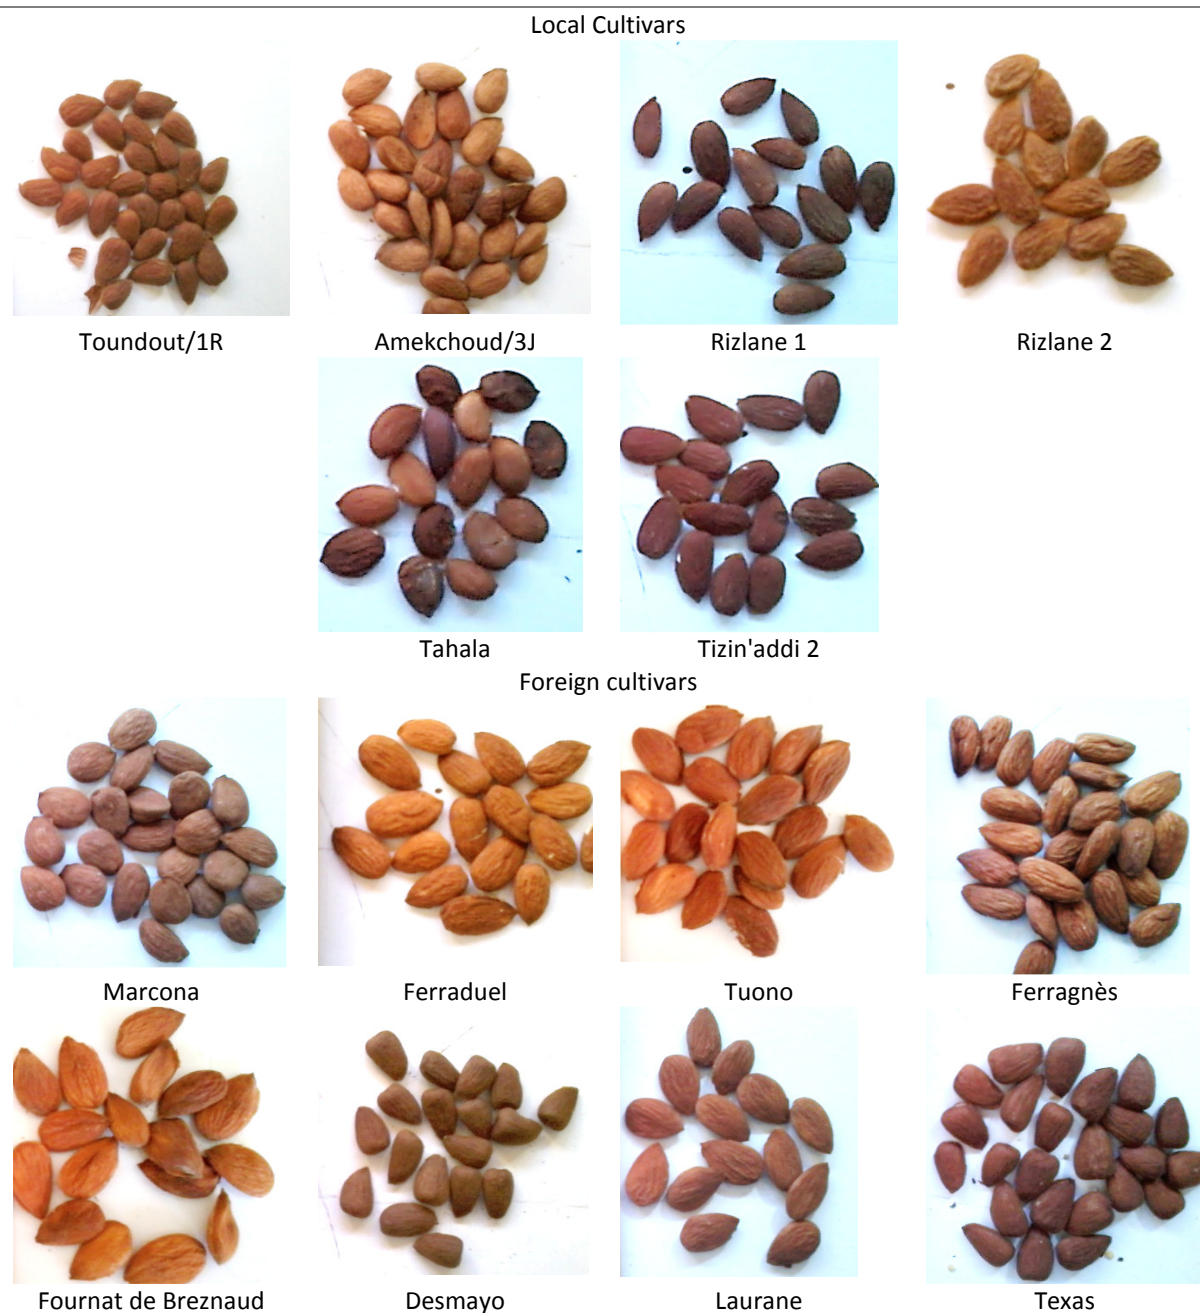 Local Cultivars
Toundout/1R Amekchoud/3J Rizlane 1 Rizlane 2
Tahala Tizin'addi 2
Foreign cultivars
Marcona Ferraduel Tuono Ferragnès
Fournat de Breznaud Desmayo Laurane Texas